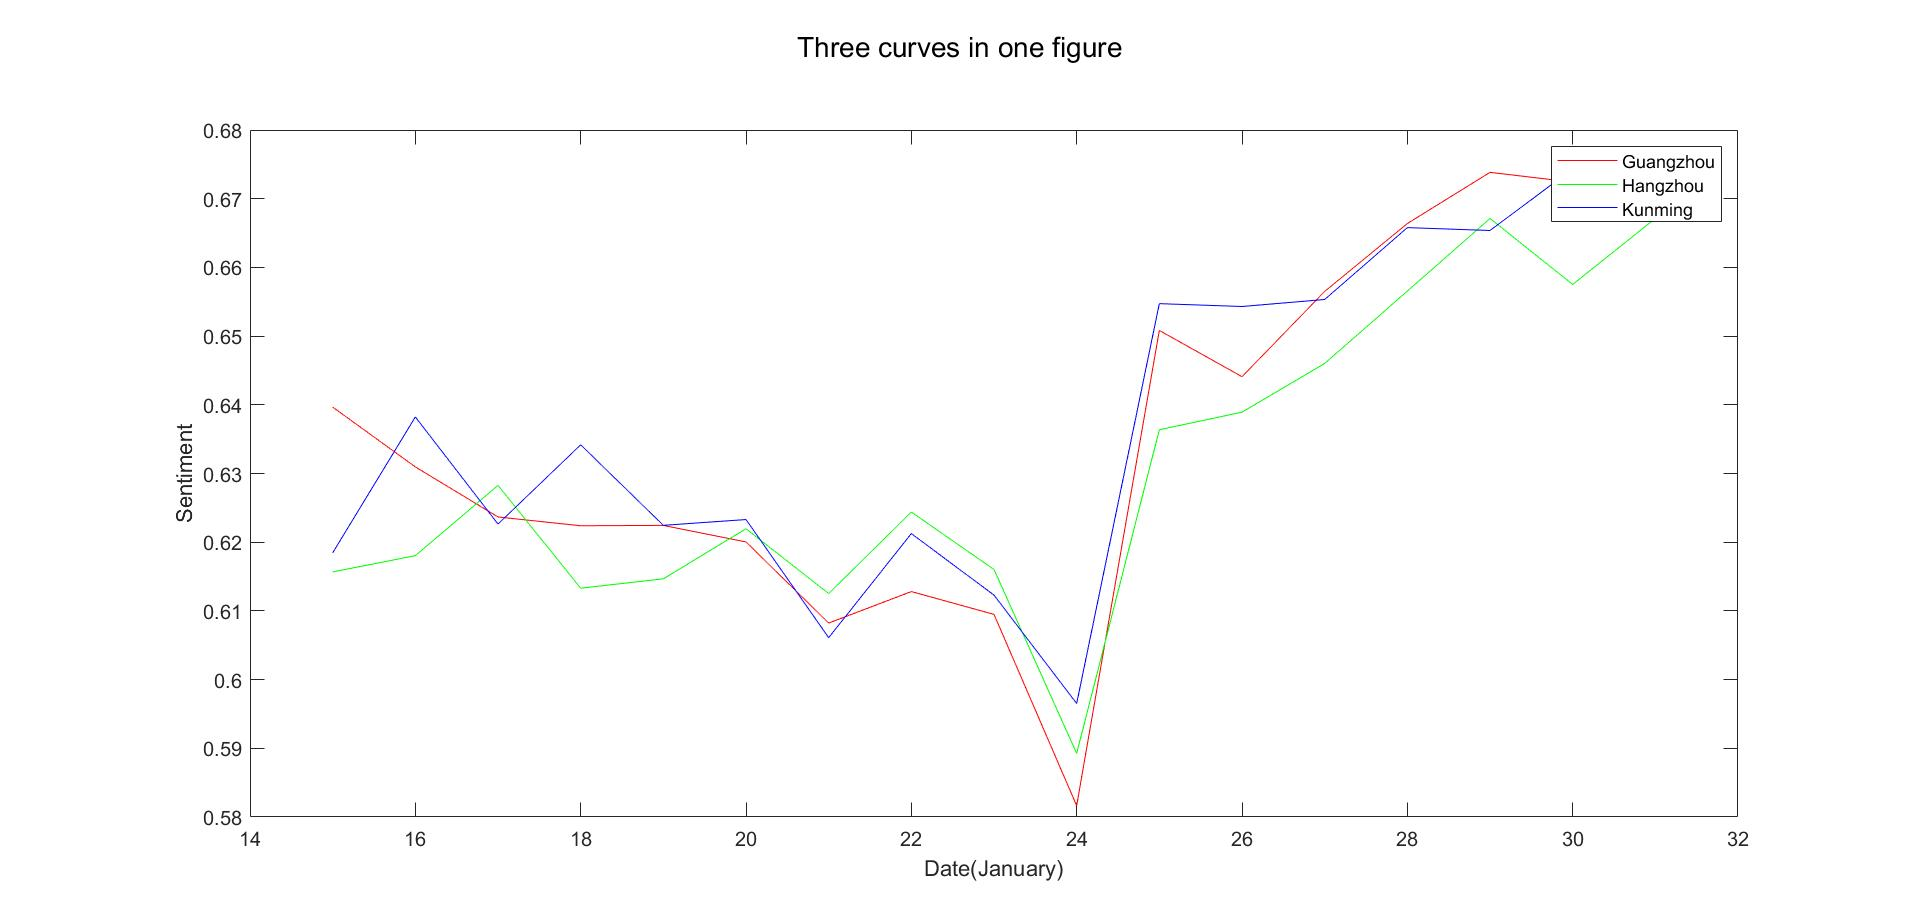 Three curves in one figure
0.68
0.67
0.66
0.65
0.64
0.63
0.62
0.61
0.6
0.59
0.58
Sentiment
Guangzhou
Hangzhou
Kunming
14 16 18 20 22 24 26 28 30 32
Date(January)